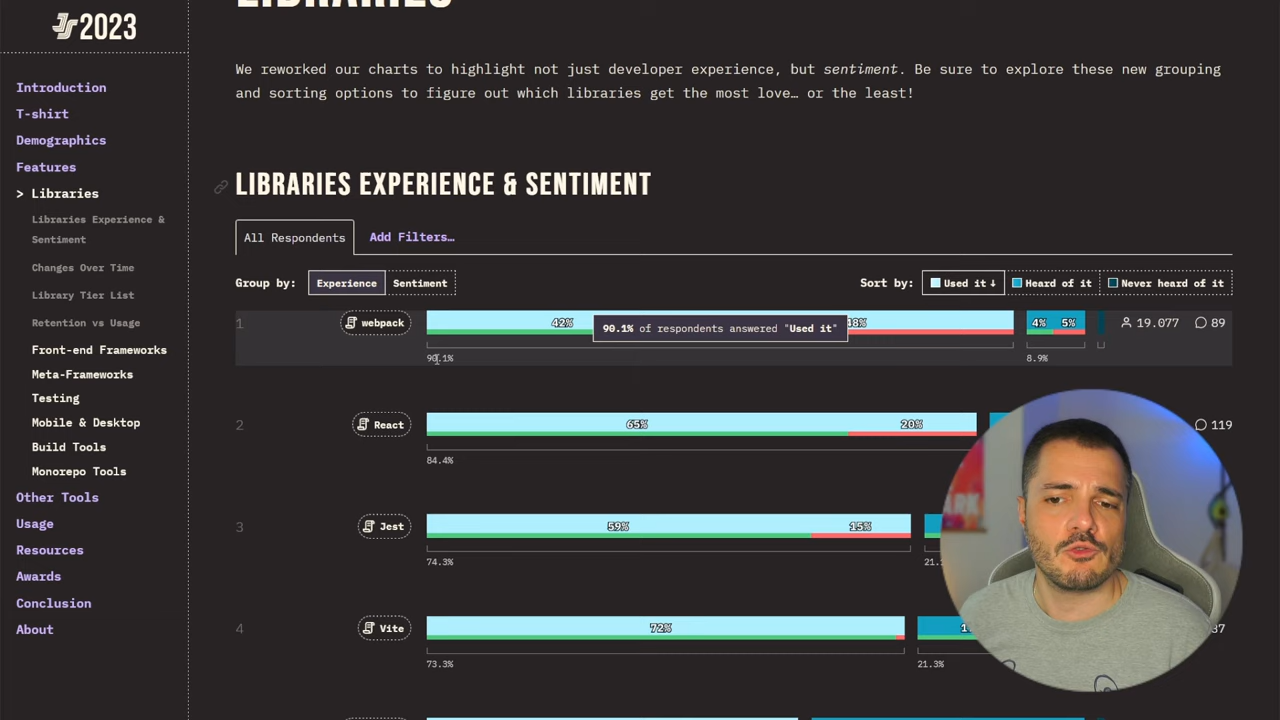 2023
LIBRARIES
We reworked our charts to highlight not just developer experience, but sentiment. Be sure to explore these new grouping
and sorting options to figure out which libraries get the most love… or the least!
Introduction
T-shirt
Demographics
Features
> Libraries
Libraries Experience &
Sentiment
Changes Over Time
Library Tier List
Retention vs Usage
Front-end Frameworks
Meta-Frameworks
Testing
Mobile & Desktop
Build Tools
Monorepo Tools
Other Tools
Usage
Resources
Awards
Conclusion
About
LIBRARIES EXPERIENCE & SENTIMENT
All Respondents Add Filters…
Group by: Experience Sentiment Sort by: Used it ↓ Heard of it Never heard of it
1 webpack 42% 48% 4% 5% 19.077 89
90.1% of respondents answered "Used it"
90.1% 8.9%
2 React 65% 20% 119
84.4%
3 Jest 59% 15%
74.3%
4 Vite 72%
73.3% 21.3%